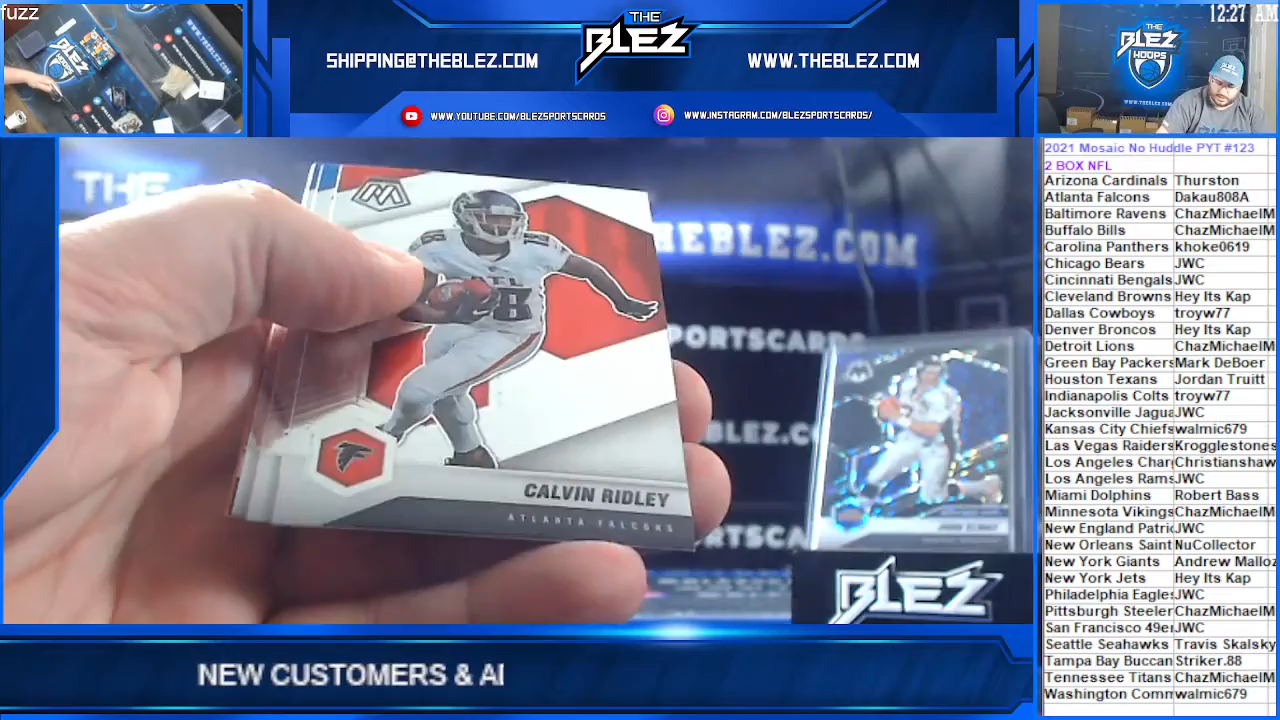 fuzz
THE
BLEZ
12:27 AM
THE
BLEZ
HOOPS
SHIPPING@THEBLEZ.COM
WWW.THEBLEZ.COM
WWW.YOUTUBE.COM/BLEZSPORTSCARDS
WWW.INSTAGRAM.COM/BLEZSPORTSCARDS/
2021 Mosaic No Huddle PYT #123
2 BOX NFL
Arizona Cardinals Thurston
Atlanta Falcons Dakau808A
Baltimore Ravens ChazMichaelM
Buffalo Bills ChazMichaelM
Carolina Panthers khoke0619
Chicago Bears JWC
Cincinnati Bengals JWC
Cleveland Browns Hey Its Kap
Dallas Cowboys troyw77
Denver Broncos Hey Its Kap
Detroit Lions ChazMichaelM
Green Bay Packers Mark DeBoer
Houston Texans Jordan Truitt
Indianapolis Colts troyw77
Jacksonville Jagua JWC
Kansas City Chiefs walmic679
Las Vegas Raiders Krogglestones
Los Angeles Char Christianshaw
Los Angeles Rams JWC
Miami Dolphins Robert Bass
Minnesota Vikings ChazMichaelM
New England Patri JWC
New Orleans Saint NuCollector
New York Giants Andrew Malloz
New York Jets Hey Its Kap
Philadelphia Eagle JWC
Pittsburgh Steeler ChazMichaelM
San Francisco 49er JWC
Seattle Seahawks Travis Skalsky
Tampa Bay Buccan Striker.88
Tennessee Titans ChazMichaelM
Washington Comm walmic679
THE
HEBLEZ.COM
PORTSCARDS
BLEZ.C
RTSCA
18
CALVIN RIDLEY
ATLANTA FALCONS
BLEZ
NEW CUSTOMERS & AI